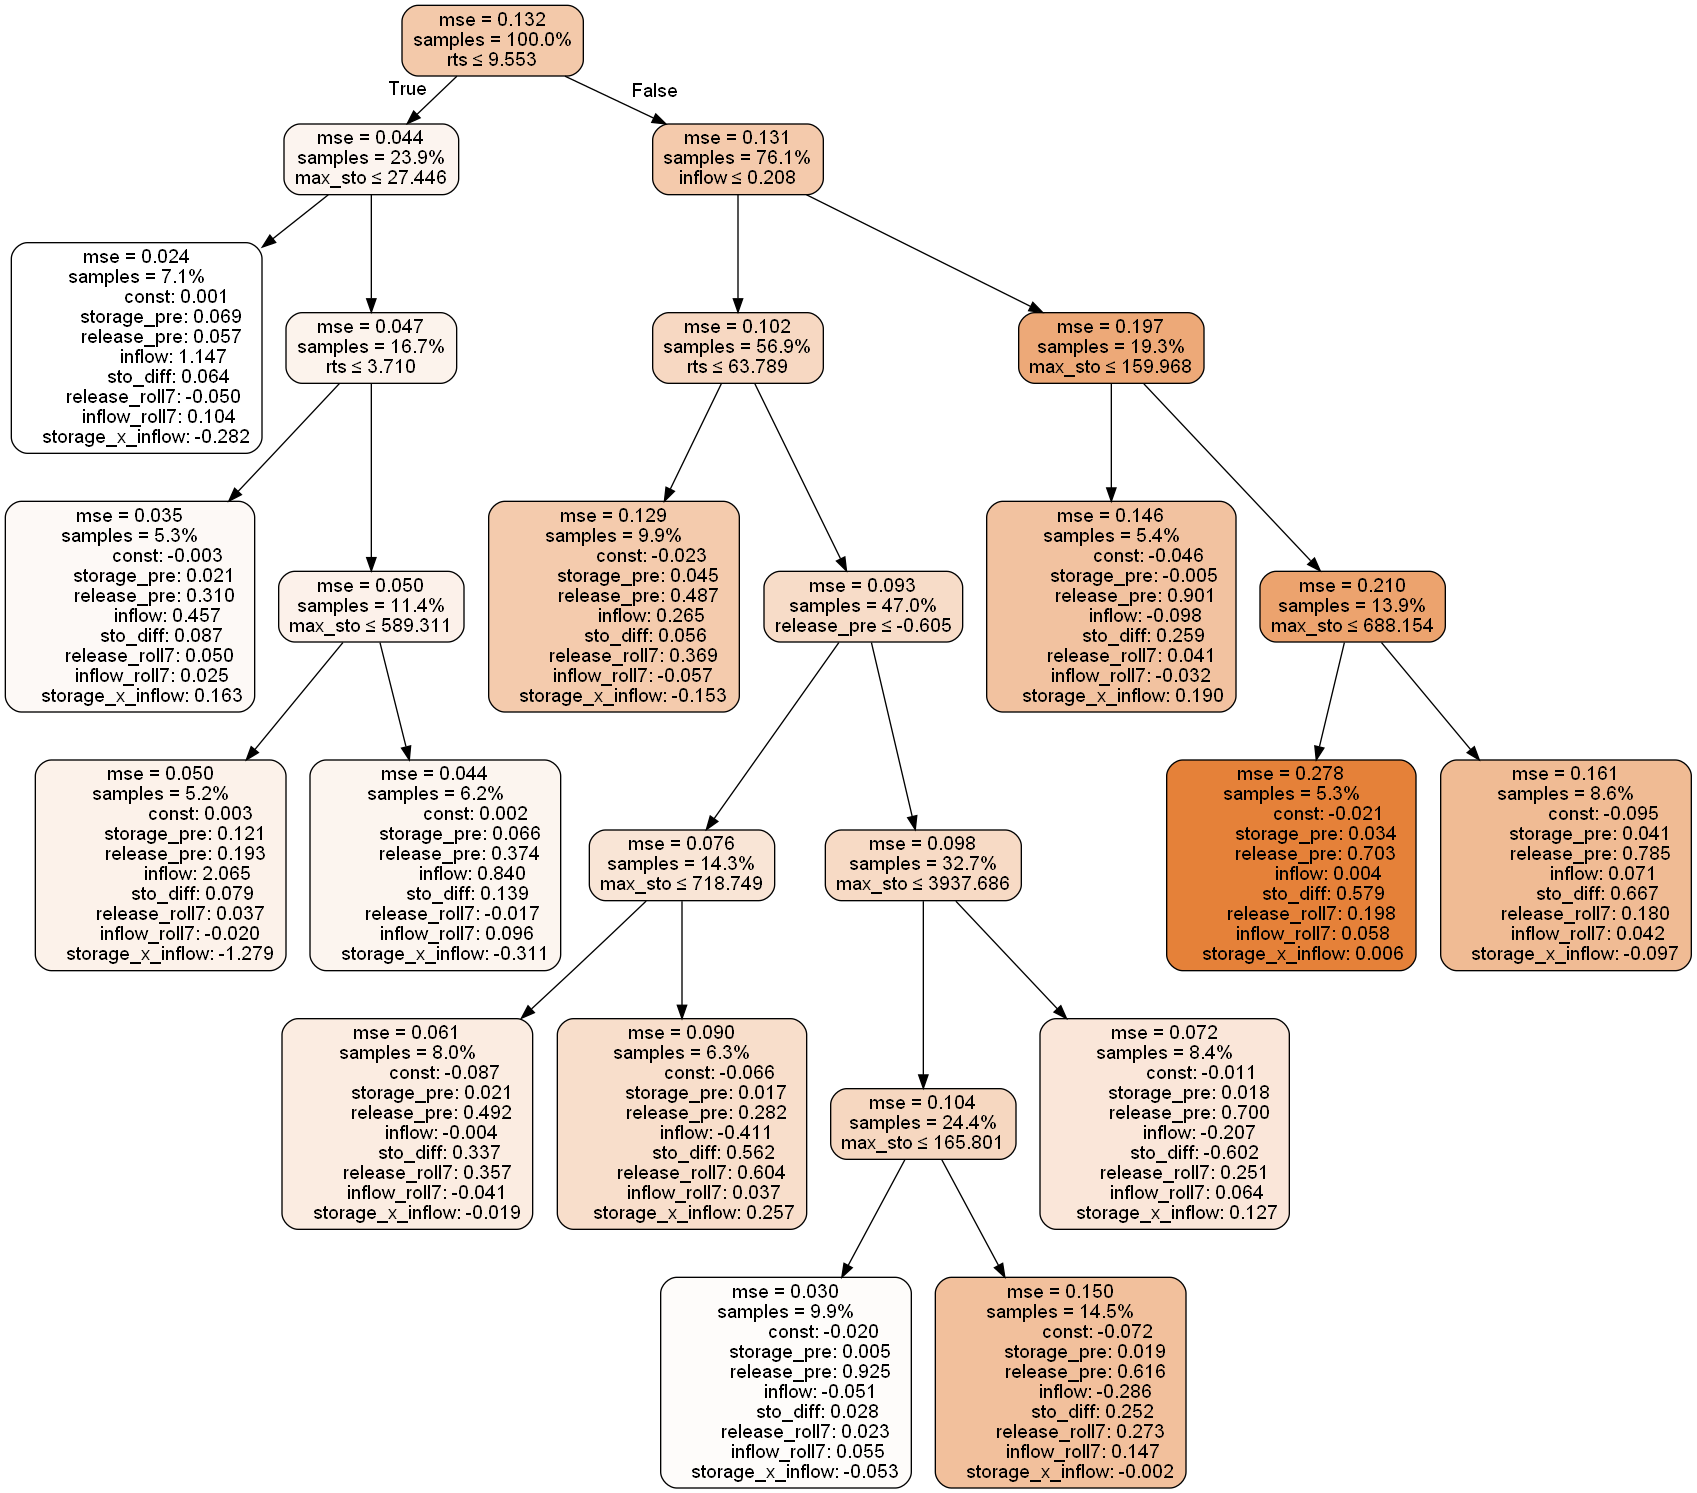 mse = 0.132
samples = 100.0%
rts ≤ 9.553
True
False
mse = 0.044
samples = 23.9%
max_sto ≤ 27.446
mse = 0.131
samples = 76.1%
inflow ≤ 0.208
mse = 0.024
samples = 7.1%
const: 0.001
storage_pre: 0.069
release_pre: 0.057
inflow: 1.147
sto_diff: 0.064
release_roll7: -0.050
inflow_roll7: 0.104
storage_x_inflow: -0.282
mse = 0.047
samples = 16.7%
rts ≤ 3.710
mse = 0.102
samples = 56.9%
rts ≤ 63.789
mse = 0.197
samples = 19.3%
max_sto ≤ 159.968
mse = 0.035
samples = 5.3%
const: -0.003
storage_pre: 0.021
release_pre: 0.310
inflow: 0.457
sto_diff: 0.087
release_roll7: 0.050
inflow_roll7: 0.025
storage_x_inflow: 0.163
mse = 0.050
samples = 11.4%
max_sto ≤ 589.311
mse = 0.129
samples = 9.9%
const: -0.023
storage_pre: 0.045
release_pre: 0.487
inflow: 0.265
sto_diff: 0.056
release_roll7: 0.369
inflow_roll7: -0.057
storage_x_inflow: -0.153
mse = 0.093
samples = 47.0%
release_pre ≤ -0.605
mse = 0.146
samples = 5.4%
const: -0.046
storage_pre: -0.005
release_pre: 0.901
inflow: -0.098
sto_diff: 0.259
release_roll7: 0.041
inflow_roll7: -0.032
storage_x_inflow: 0.190
mse = 0.210
samples = 13.9%
max_sto ≤ 688.154
mse = 0.050
samples = 5.2%
const: 0.003
storage_pre: 0.121
release_pre: 0.193
inflow: 2.065
sto_diff: 0.079
release_roll7: 0.037
inflow_roll7: -0.020
storage_x_inflow: -1.279
mse = 0.044
samples = 6.2%
const: 0.002
storage_pre: 0.066
release_pre: 0.374
inflow: 0.840
sto_diff: 0.139
release_roll7: -0.017
inflow_roll7: 0.096
storage_x_inflow: -0.311
mse = 0.076
samples = 14.3%
max_sto ≤ 718.749
mse = 0.098
samples = 32.7%
max_sto ≤ 3937.686
mse = 0.278
samples = 5.3%
const: -0.021
storage_pre: 0.034
release_pre: 0.703
inflow: 0.004
sto_diff: 0.579
release_roll7: 0.198
inflow_roll7: 0.058
storage_x_inflow: 0.006
mse = 0.161
samples = 8.6%
const: -0.095
storage_pre: 0.041
release_pre: 0.785
inflow: 0.071
sto_diff: 0.667
release_roll7: 0.180
inflow_roll7: 0.042
storage_x_inflow: -0.097
mse = 0.061
samples = 8.0%
const: -0.087
storage_pre: 0.021
release_pre: 0.492
inflow: -0.004
sto_diff: 0.337
release_roll7: 0.357
inflow_roll7: -0.041
storage_x_inflow: -0.019
mse = 0.090
samples = 6.3%
const: -0.066
storage_pre: 0.017
release_pre: 0.282
inflow: -0.411
sto_diff: 0.562
release_roll7: 0.604
inflow_roll7: 0.037
storage_x_inflow: 0.257
mse = 0.104
samples = 24.4%
max_sto ≤ 165.801
mse = 0.072
samples = 8.4%
const: -0.011
storage_pre: 0.018
release_pre: 0.700
inflow: -0.207
sto_diff: -0.602
release_roll7: 0.251
inflow_roll7: 0.064
storage_x_inflow: 0.127
mse = 0.030
samples = 9.9%
const: -0.020
storage_pre: 0.005
release_pre: 0.925
inflow: -0.051
sto_diff: 0.028
release_roll7: 0.023
inflow_roll7: 0.055
storage_x_inflow: -0.053
mse = 0.150
samples = 14.5%
const: -0.072
storage_pre: 0.019
release_pre: 0.616
inflow: -0.286
sto_diff: 0.252
release_roll7: 0.273
inflow_roll7: 0.147
storage_x_inflow: -0.002